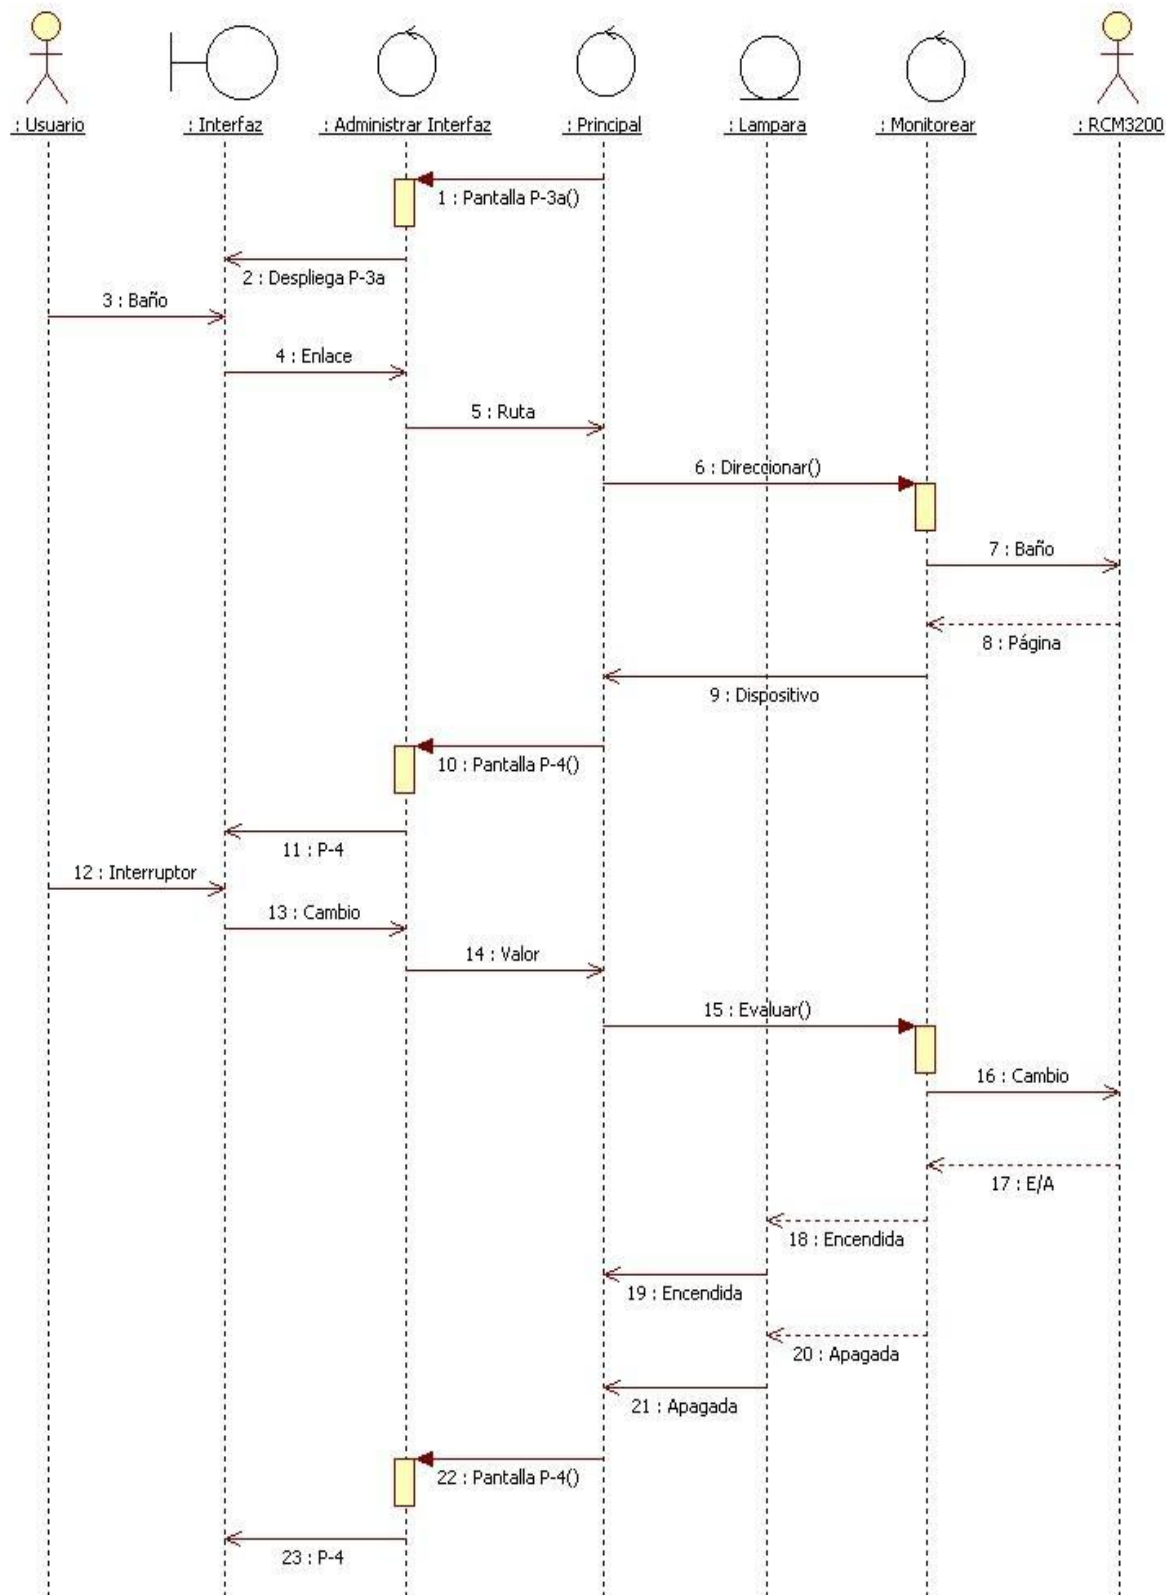 : Usuario
: Interfaz
: Administrar Interfaz
: Principal
: Lampara
: Monitorear
: RCM3200
1 : Pantalla P-3a()
2 : Despliega P-3a
3 : Baño
4 : Enlace
5 : Ruta
6 : Direccionar()
7 : Baño
8 : Página
9 : Dispositivo
10 : Pantalla P-4()
11 : P-4
12 : Interruptor
13 : Cambio
14 : Valor
15 : Evaluar()
16 : Cambio
17 : E/A
18 : Encendida
19 : Encendida
20 : Apagada
21 : Apagada
22 : Pantalla P-4()
23 : P-4